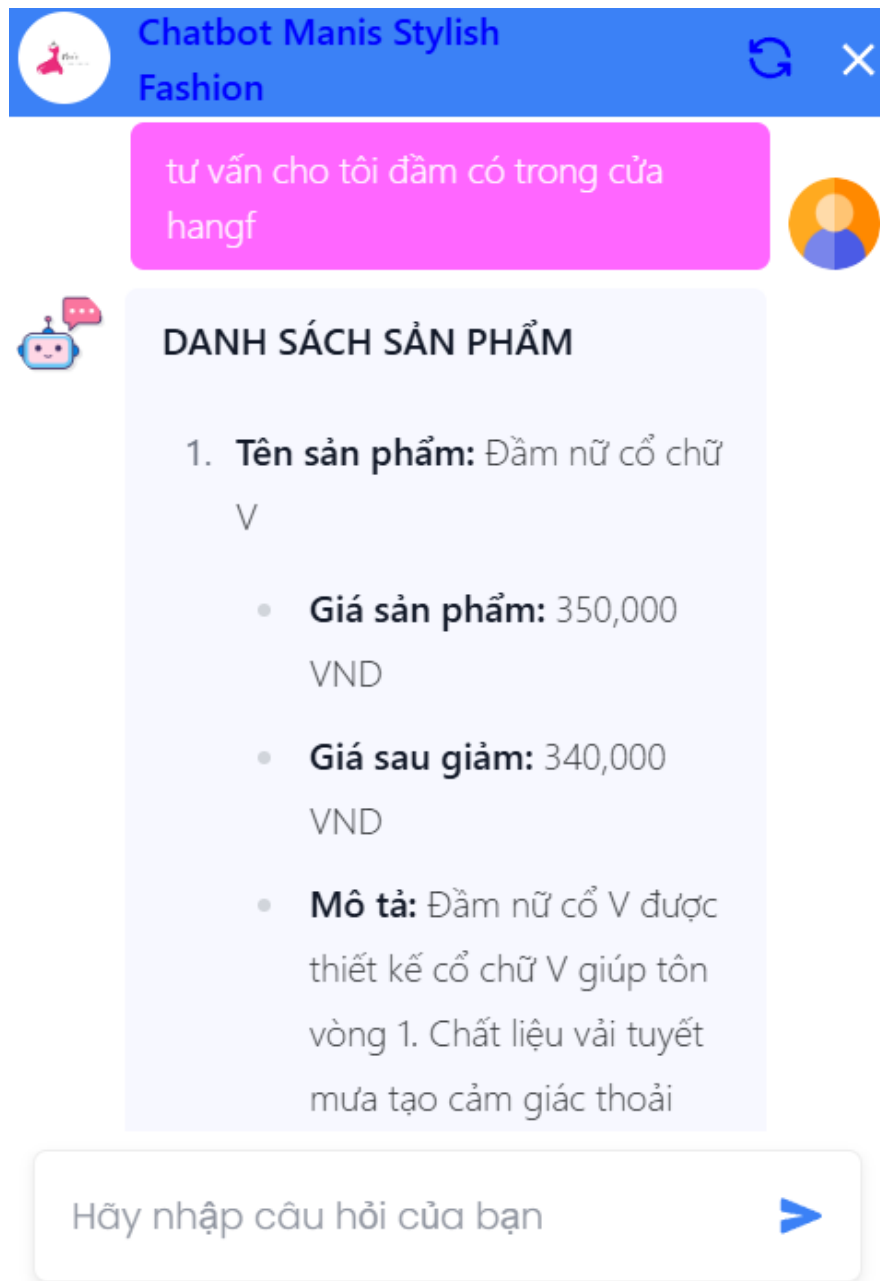 Chatbot Manis Stylish
Fashion
tư vấn cho tôi đầm có trong cửa
hangf
DANH SÁCH SẢN PHẨM
1. Tên sản phẩm: Đầm nữ cổ chữ
V
• Giá sản phẩm: 350,000
VND
• Giá sau giảm: 340,000
VND
• Mô tả: Đầm nữ cổ V được
thiết kế cổ chữ V giúp tôn
vòng 1. Chất liệu vải tuyết
mưa tạo cảm giác thoải
Hãy nhập câu hỏi của bạn